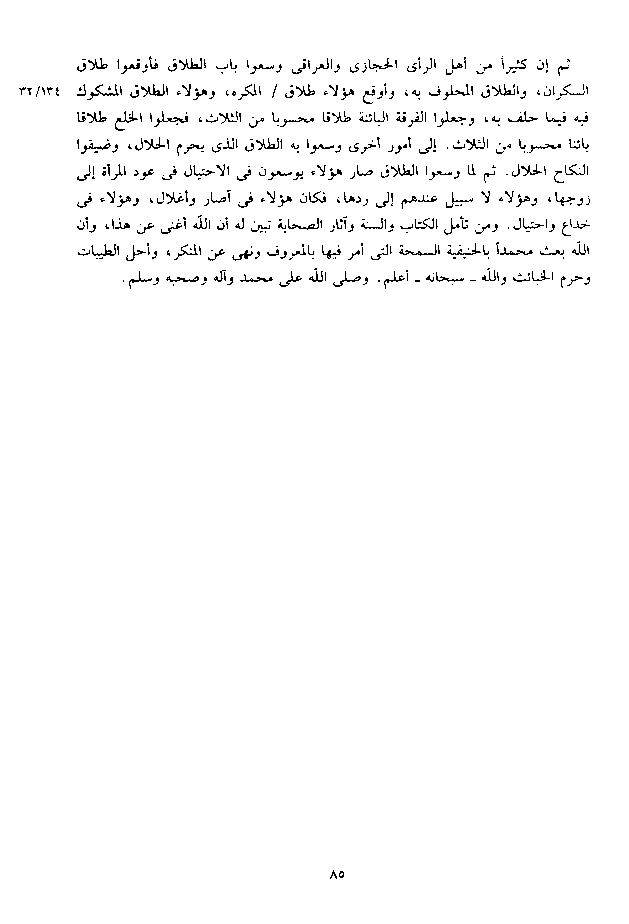 ثم إن كثيراً من أهل الرأى الحجازى والعراقى وسعوا باب الطلاق فأوقعوا طلاق
السكران، والطلاق المحلوف به، وأوقع هؤلاء طلاق / المكره، وهؤلاء الطلاق المشكوك ٣٢/١٣٤
فيه فيما حلف به، وجعلوا الفرقة البائنة طلاقا محسوبا من الثلاث، فجعلوا الخلع طلاقا
بائنا محسوبا من الثلاث. إلى أمور أخرى وسعوا به الطلاق الذى يحرم الحلال، وضيقوا
النكاح الحلال. ثم لما وسعوا الطلاق صار هؤلاء يوسعون فى الاحتيال فى عود المرأة إلى
زوجها، وهؤلاء لا سبيل عندهم إلى ردها، فكان هؤلاء فى آصار وأغلال، وهؤلاء فى
خداع واحتيال. ومن تأمل الكتاب والسنة وآثار الصحابة تبين له أن الله أغنى عن هذا، وأن
الله بعث محمداً بالحنيفية السمحة التى أمر فيها بالمعروف ونهى عن المنكر، وأحل الطيبات
وحرم الخبائث والله ـ سبحانه ـ أعلم. وصلى الله على محمد وآله وصحبه وسلم.
٨٥